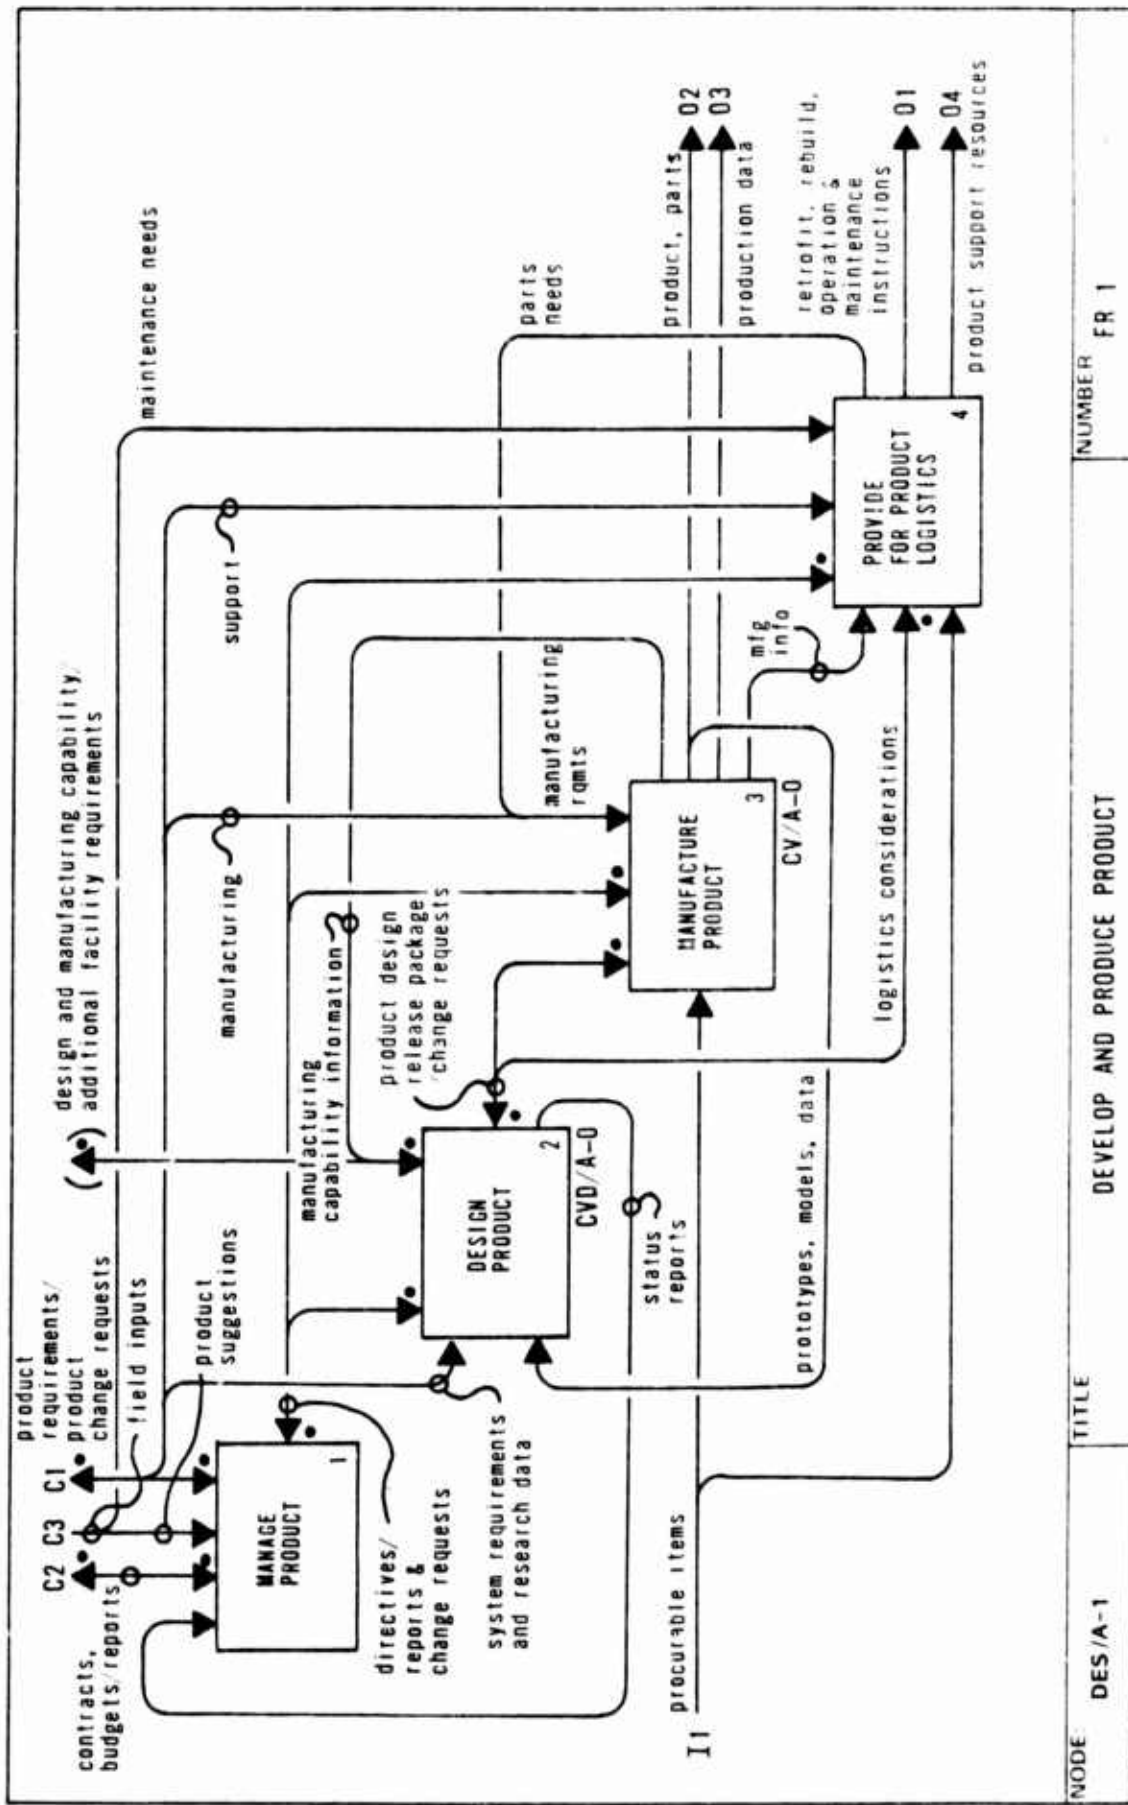 C2
C3
C1
product
requirements/
product
change requests
contracts,
budgets/reports
field inputs
product
suggestions
( )
design and manufacturing capability/
additional facility requirements
maintenance needs
manufacturing
support
MANAGE
PRODUCT
1
directives/
reports &
change requests
system requirements
and research data
manufacturing
capability information
DESIGN
PRODUCT
2
CVD/A-0
product design
release package
/change requests
status
reports
manufacturing
rqmts
parts
needs
MANUFACTURE
PRODUCT
3
CV/A-0
mfg
info
product, parts
O2
O3
production data
I1
procurable items
prototypes, models, data
logistics considerations
PROVIDE
FOR PRODUCT
LOGISTICS
4
retrofit, rebuild,
operation &
maintenance
instructions
O1
O4
product support resources
NODE: DES/A-1
TITLE DEVELOP AND PRODUCE PRODUCT
NUMBER FR 1